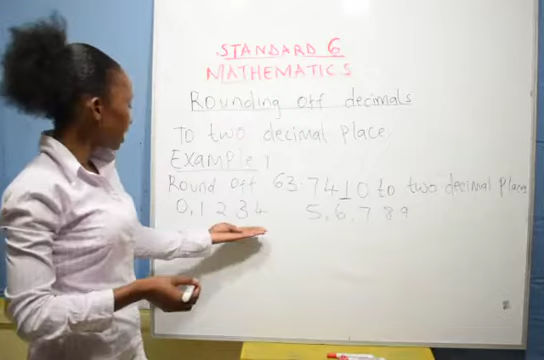 STANDARD 6
MATHEMATICS
Rounding off decimals
To two decimal place
Example 1
Round off 63.7410 to two decimal place
0, 1 2 3 4 5, 6, 7 8 9